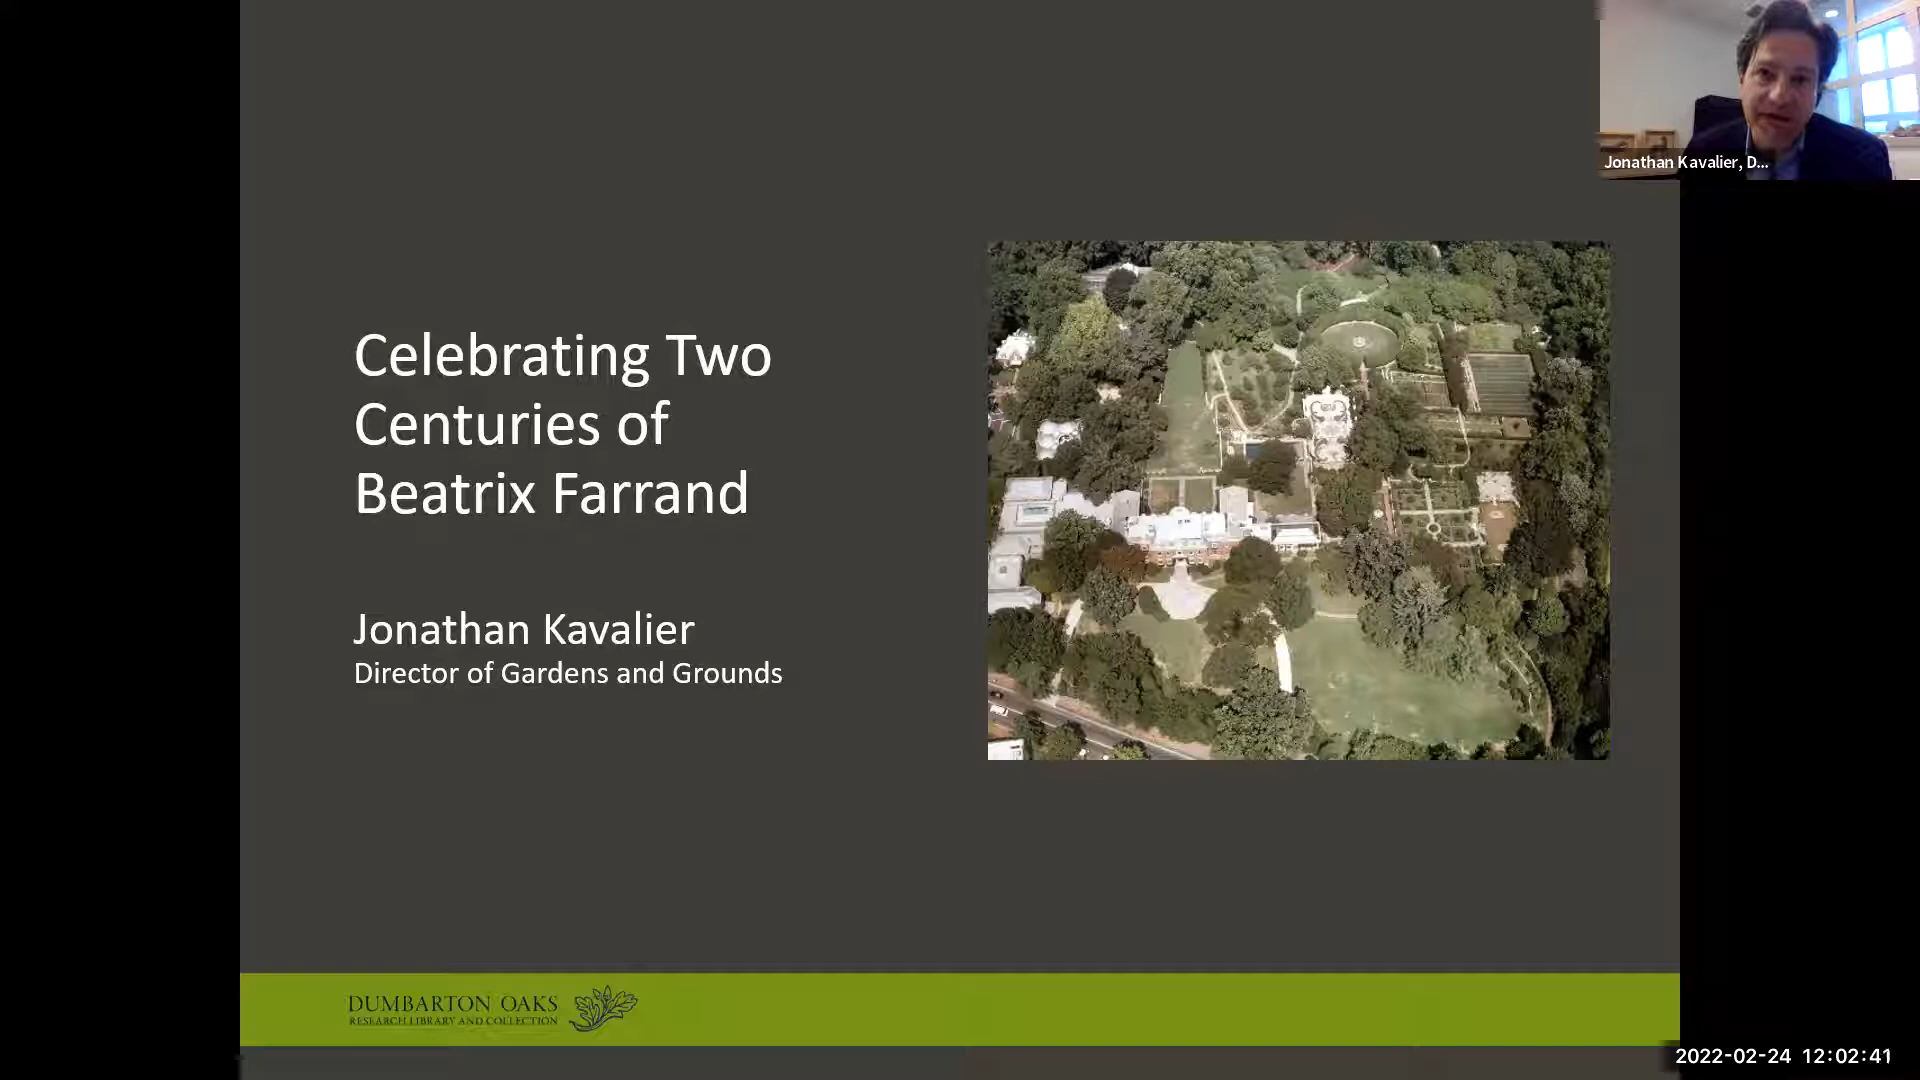 Jonathan Kavalier, D...
Celebrating Two
Centuries of
Beatrix Farrand
Jonathan Kavalier
Director of Gardens and Grounds
DUMBARTON OAKS
RESEARCH LIBRARY AND COLLECTION
2022-02-24 12:02:41